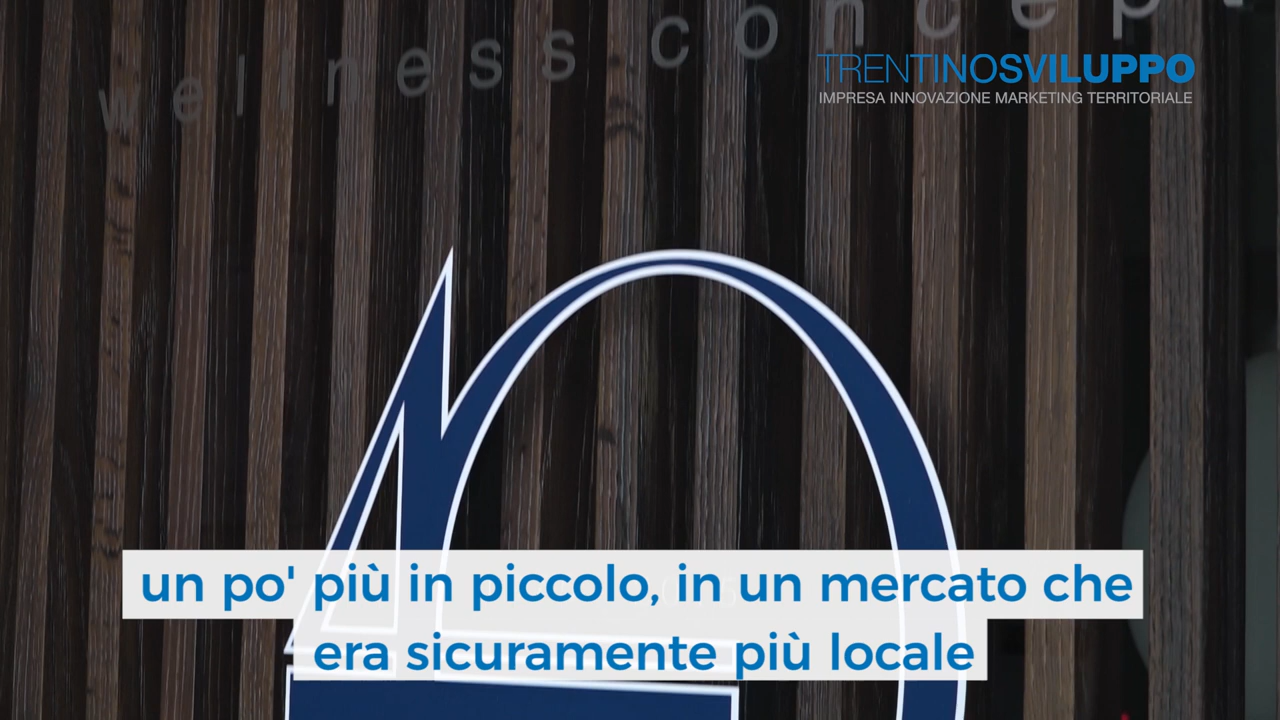 wellness concept
TRENTINOSVILUPPO
IMPRESA INNOVAZIONE MARKETING TERRITORIALE
un po' più in piccolo, in un mercato che
era sicuramente più locale